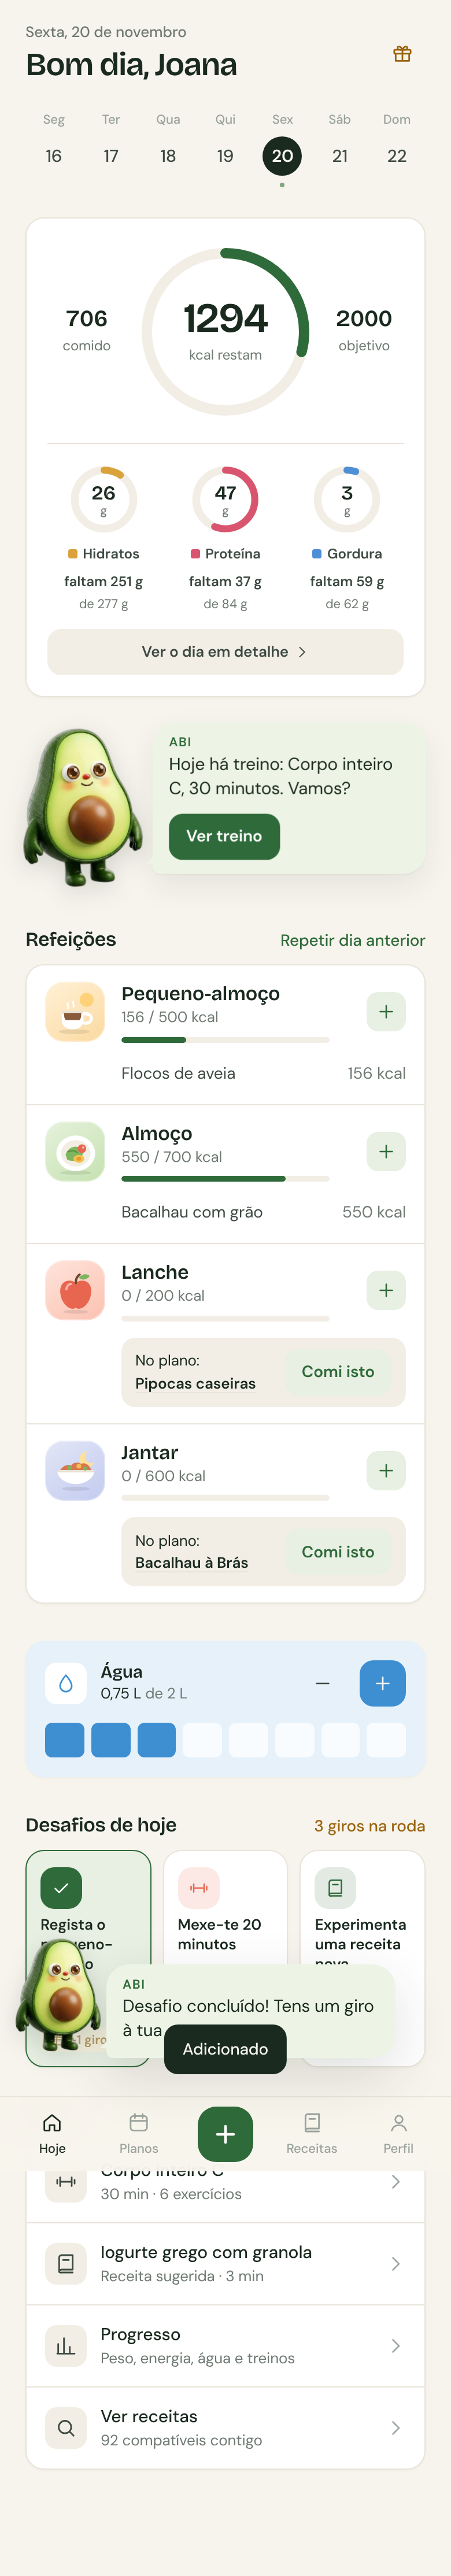 Sexta, 20 de novembro
Bom dia, Joana
Seg Ter Qua Qui Sex Sáb Dom
16 17 18 19 20 21 22
706
comido
1294
kcal restam
2000
objetivo
26
g
47
g
3
g
Hidratos
Proteína
Gordura
faltam 251 g
faltam 37 g
faltam 59 g
de 277 g
de 84 g
de 62 g
Ver o dia em detalhe
ABI
Hoje há treino: Corpo inteiro
C, 30 minutos. Vamos?
Ver treino
Refeições
Repetir dia anterior
Pequeno-almoço
156 / 500 kcal
Flocos de aveia
156 kcal
Almoço
550 / 700 kcal
Bacalhau com grão
550 kcal
Lanche
0 / 200 kcal
No plano:
Pipocas caseiras
Comi isto
Jantar
0 / 600 kcal
No plano:
Bacalhau à Brás
Comi isto
Água
0,75 L de 2 L
Desafios de hoje
3 giros na roda
Regista o
Mexe-te 20
minutos
Experimenta
uma receita
nova
1 giro
ABI
Desafio concluído! Tens um giro
à tua
Adicionado
Hoje
Planos
Receitas
Perfil
Corpo inteiro C
30 min · 6 exercícios
Iogurte grego com granola
Receita sugerida · 3 min
Progresso
Peso, energia, água e treinos
Ver receitas
92 compatíveis contigo